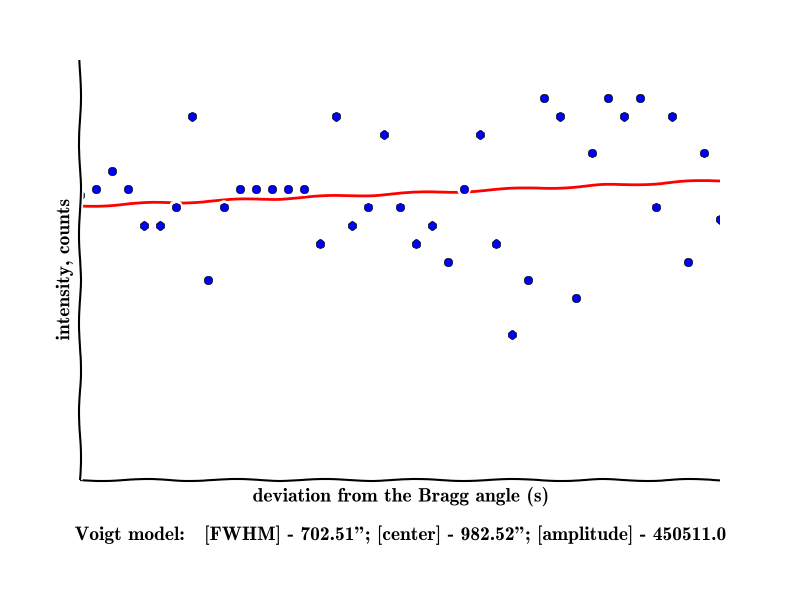 intensity, counts
deviation from the Bragg angle (s)
Voigt model: [FWHM] - 702.51”; [center] - 982.52”; [amplitude] - 450511.0